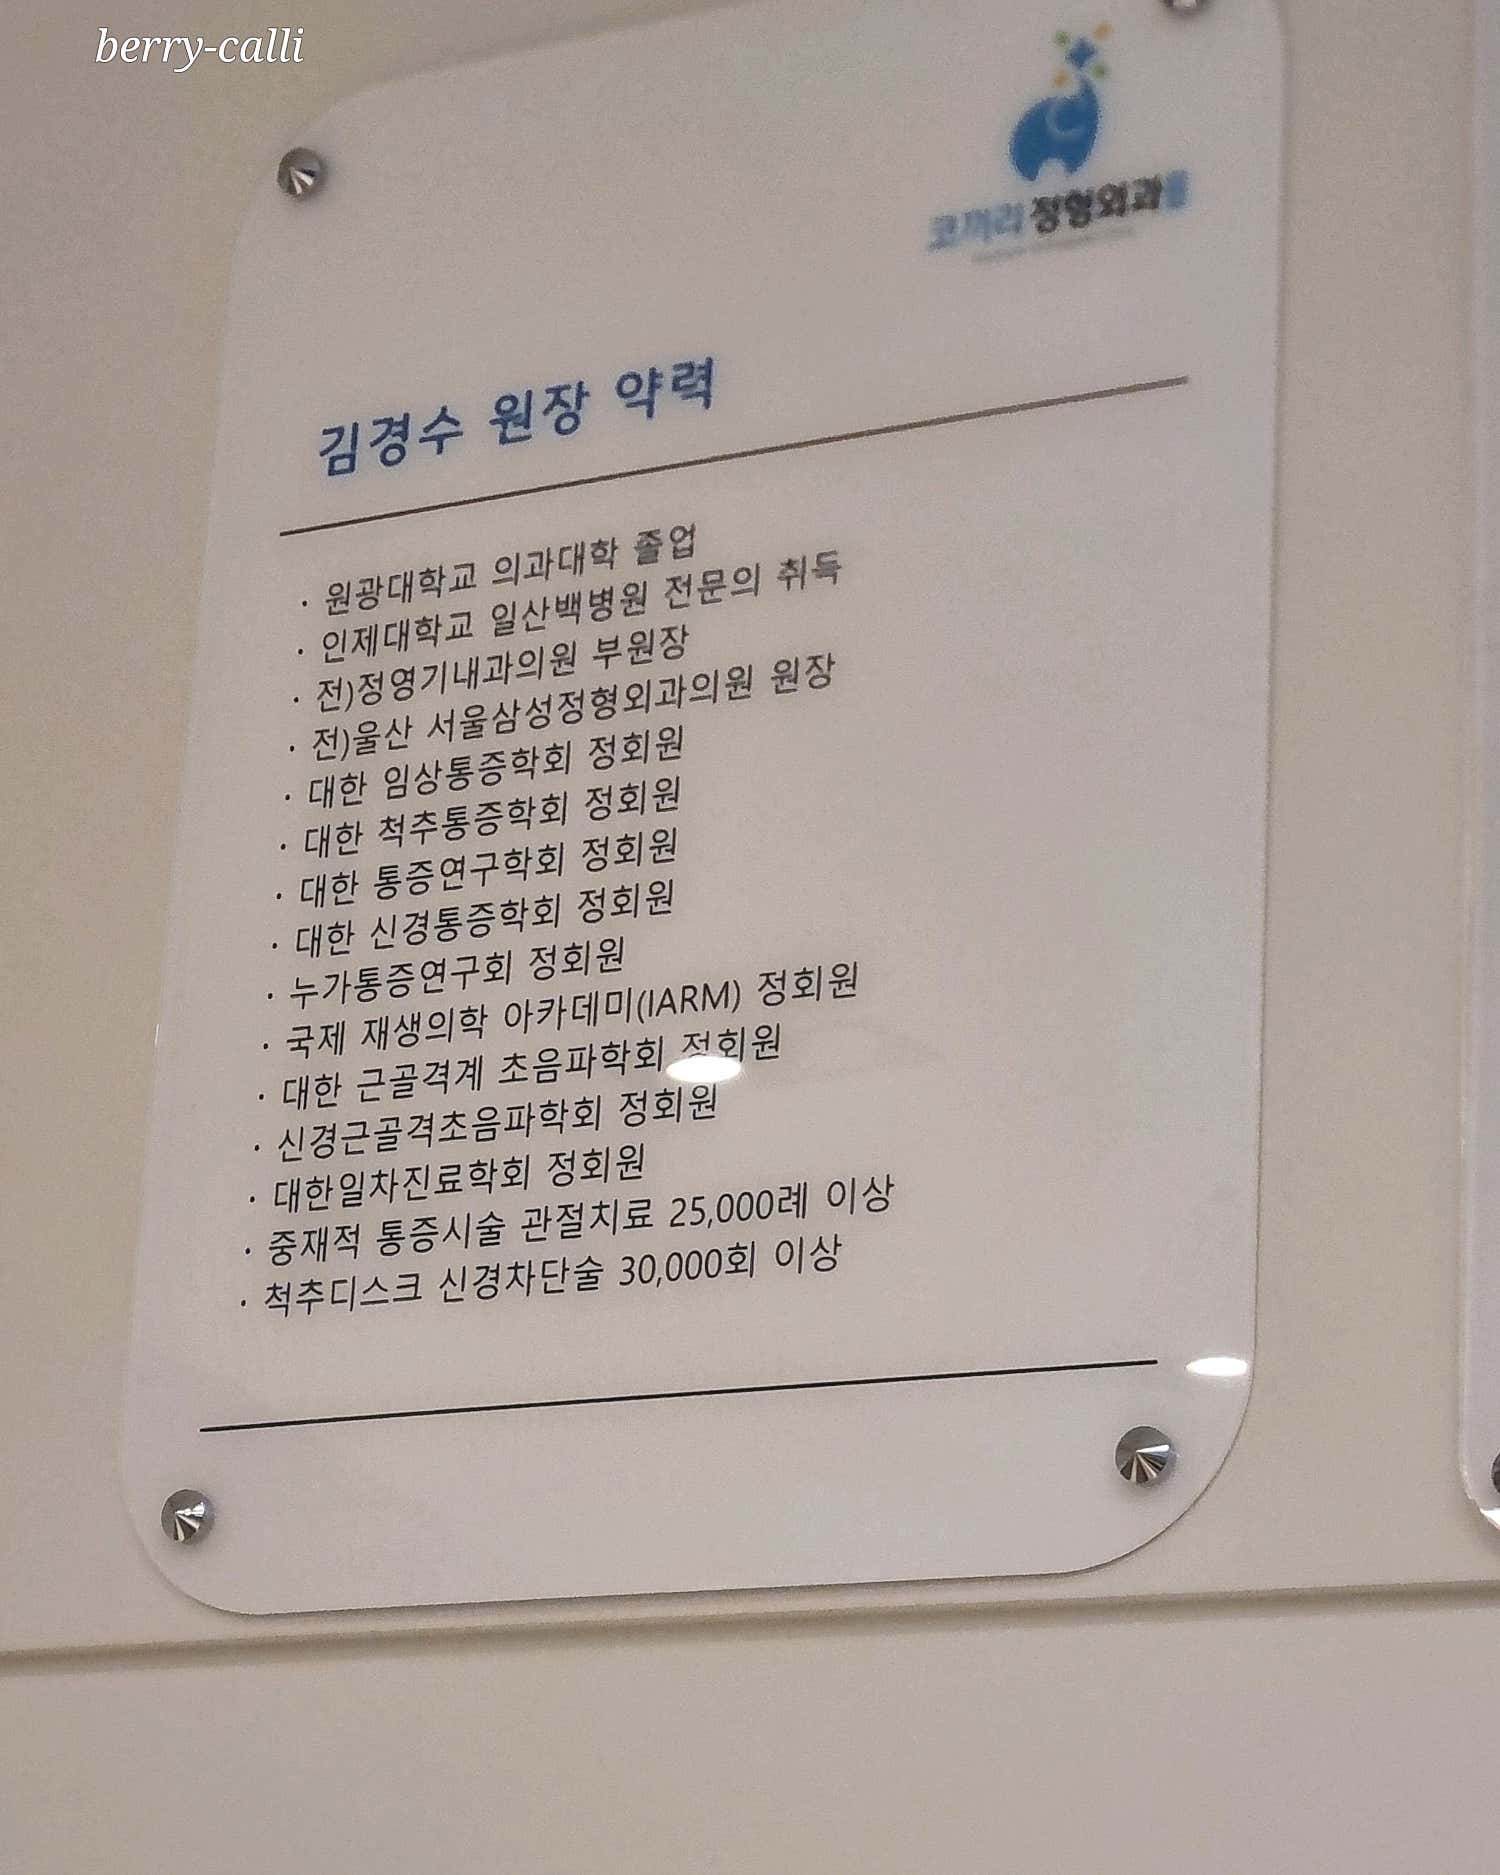 berry-calli
코끼리 정형외과
김경수 원장 약력
· 원광대학교 의과대학 졸업
· 인제대학교 일산백병원 전문의 취득
· 전)정영기내과의원 부원장
· 전)울산 서울삼성정형외과의원 원장
· 대한 임상통증학회 정회원
· 대한 척추통증학회 정회원
· 대한 통증연구학회 정회원
· 대한 신경통증학회 정회원
· 누가통증연구회 정회원
· 국제 재생의학 아카데미(IARM) 정회원
· 대한 근골격계 초음파학회 정회원
· 신경근골격초음파학회 정회원
· 대한일차진료학회 정회원
· 중재적 통증시술 관절치료 25,000례 이상
· 척추디스크 신경차단술 30,000회 이상